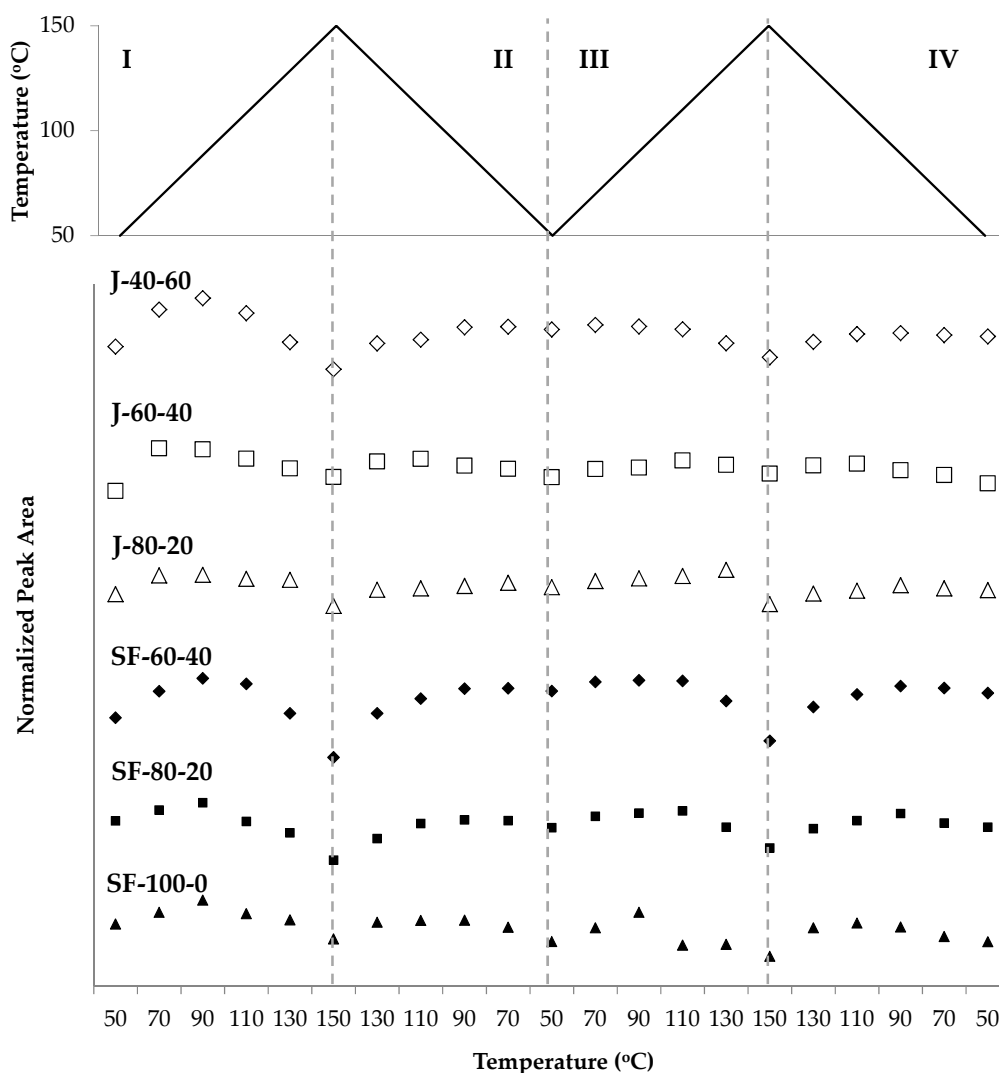 Temperature (°C)
150
100
50
I
II
III
IV
Normalized Peak Area
J-40-60
J-60-40
J-80-20
SF-60-40
SF-80-20
SF-100-0
50 70 90 110 130 150 130 110 90 70 50 70 90 110 130 150 130 110 90 70 50
Temperature (°C)